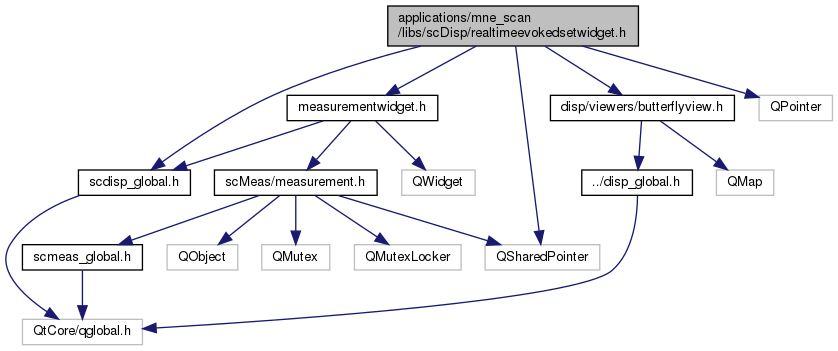 applications/mne_scan
/libs/scDisp/realtimeevokedsetwidget.h
measurementwidget.h
disp/viewers/butterflyview.h
QPointer
scdisp_global.h
scMeas/measurement.h
QWidget
../disp_global.h
QMap
scmeas_global.h
QObject
QMutex
QMutexLocker
QSharedPointer
QtCore/qglobal.h